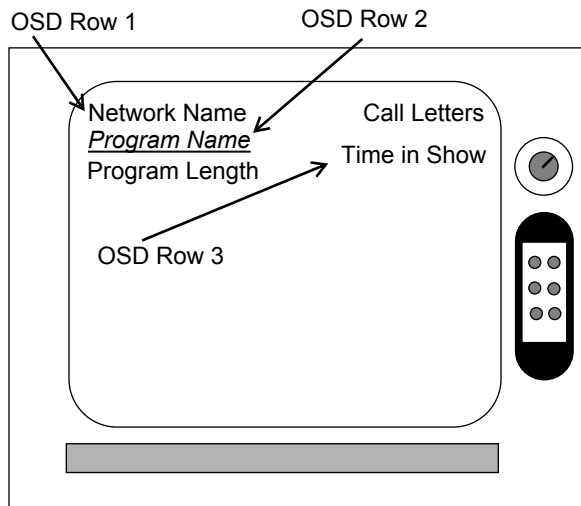 OSD Row 1
OSD Row 2
Network Name
Call Letters
Program Name
Time in Show
Program Length
OSD Row 3